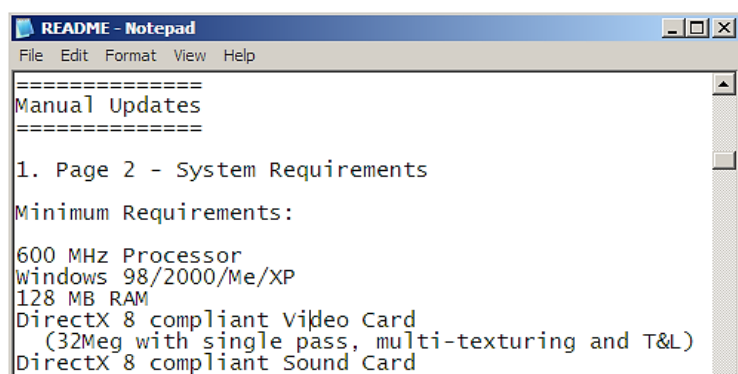 README - Notepad
File Edit Format View Help
==============
Manual Updates
==============
1. Page 2 - System Requirements
Minimum Requirements:
600 MHz Processor
Windows 98/2000/Me/XP
128 MB RAM
DirectX 8 compliant Video Card
(32Meg with single pass, multi-texturing and T&L)
DirectX 8 compliant Sound Card